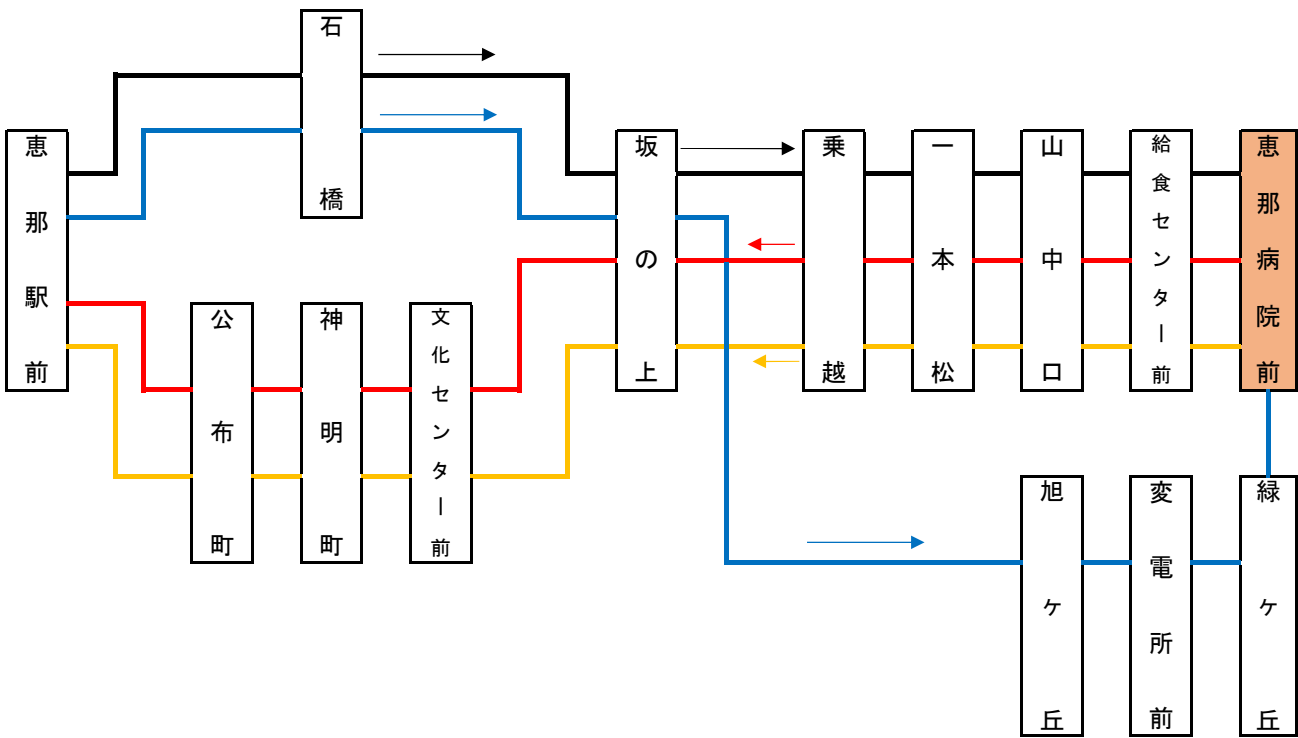 恵那駅前
石橋
公布町
神明町
文化センター前
坂の上
乗越
一本松
山中口
給食センター前
恵那病院前
旭ケ丘
変電所前
緑ケ丘